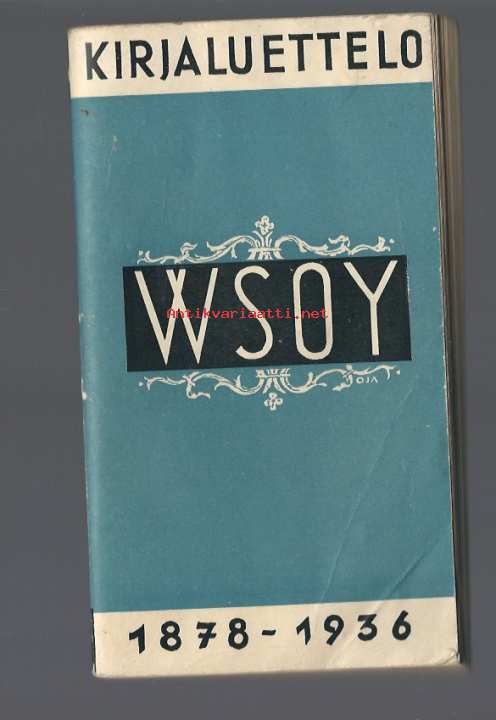 KIRJALUETTELO
WSOY
Antikvariaatti.net
OJA
1878-1936